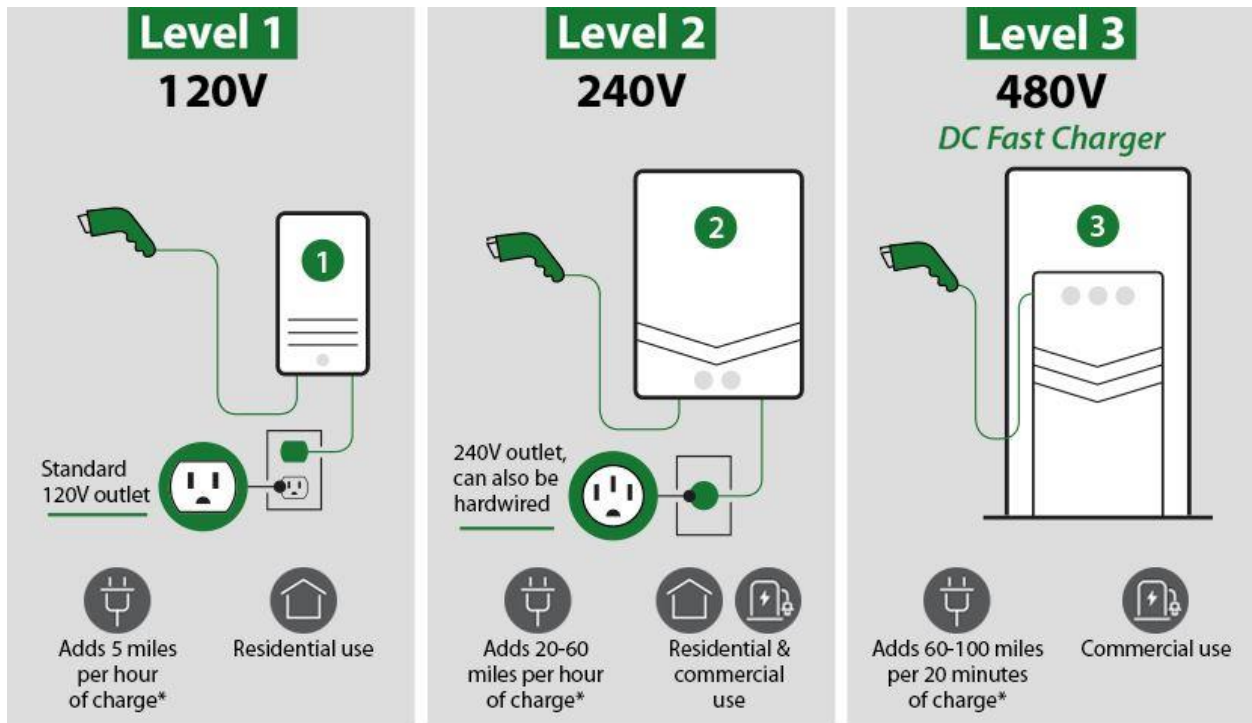 Level 1
120V
1
Standard
120V outlet
Adds 5 miles
per hour
of charge*
Residential use
Level 2
240V
2
240V outlet,
can also be
hardwired
Adds 20-60
miles per hour
of charge*
Residential &
commercial
use
Level 3
480V
DC Fast Charger
3
Adds 60-100 miles
per 20 minutes
of charge*
Commercial use